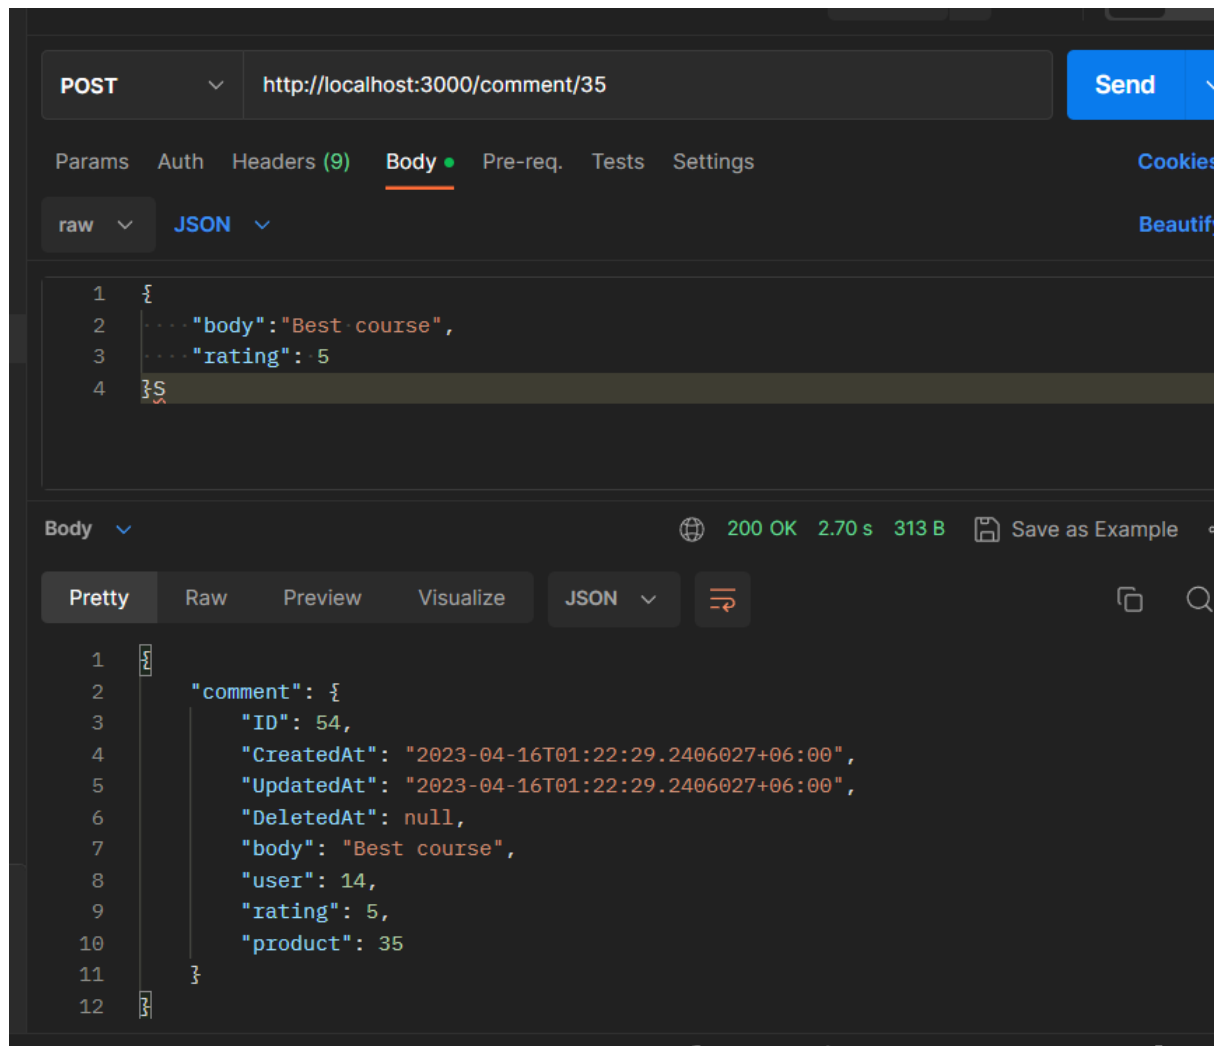 POST http://localhost:3000/comment/35 Send
Params Auth Headers (9) Body Pre-req. Tests Settings Cookies
raw JSON Beautify
1 {
2 "body":"Best course",
3 "rating": 5
4 }S
Body 200 OK 2.70 s 313 B Save as Example
Pretty Raw Preview Visualize JSON
1 {
2 "comment": {
3 "ID": 54,
4 "CreatedAt": "2023-04-16T01:22:29.2406027+06:00",
5 "UpdatedAt": "2023-04-16T01:22:29.2406027+06:00",
6 "DeletedAt": null,
7 "body": "Best course",
8 "user": 14,
9 "rating": 5,
10 "product": 35
11 }
12 }